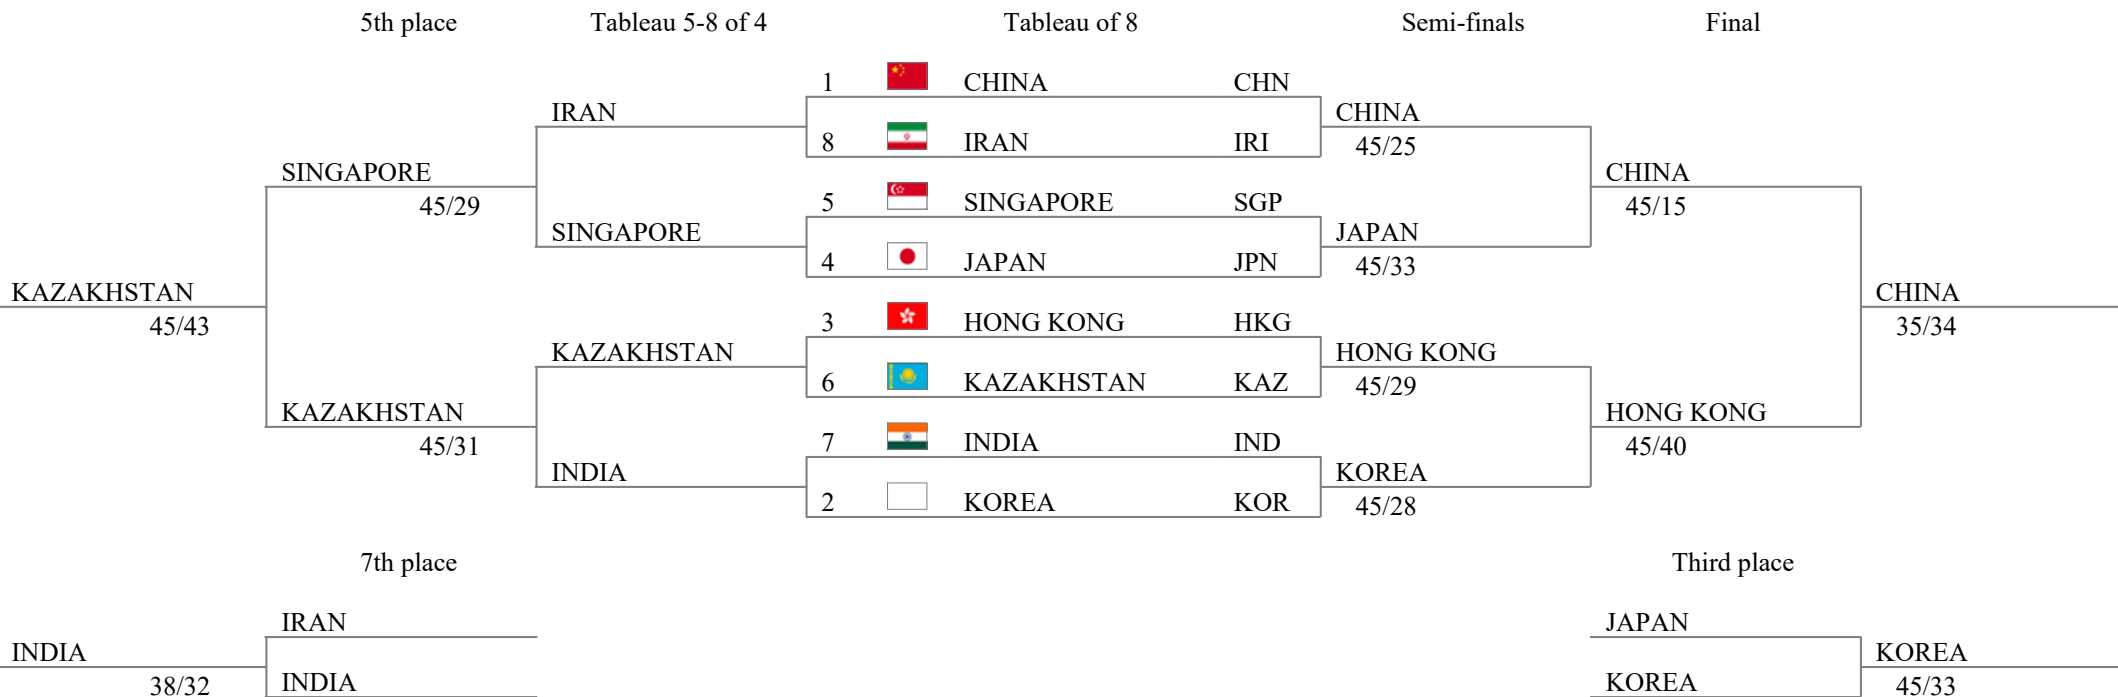 5th place Tableau 5-8 of 4 Tableau of 8 Semi-finals Final
1 CHINA CHN
IRAN CHINA
8 IRAN IRI 45/25
SINGAPORE CHINA
45/29 5 SINGAPORE SGP 45/15
SINGAPORE JAPAN
4 JAPAN JPN 45/33
KAZAKHSTAN CHINA
45/43 3 HONG KONG HKG 35/34
KAZAKHSTAN HONG KONG
6 KAZAKHSTAN KAZ 45/29
KAZAKHSTAN HONG KONG
45/31 7 INDIA IND 45/40
INDIA KOREA
2 KOREA KOR 45/28
7th place Third place
IRAN JAPAN
INDIA KOREA
38/32 INDIA KOREA 45/33